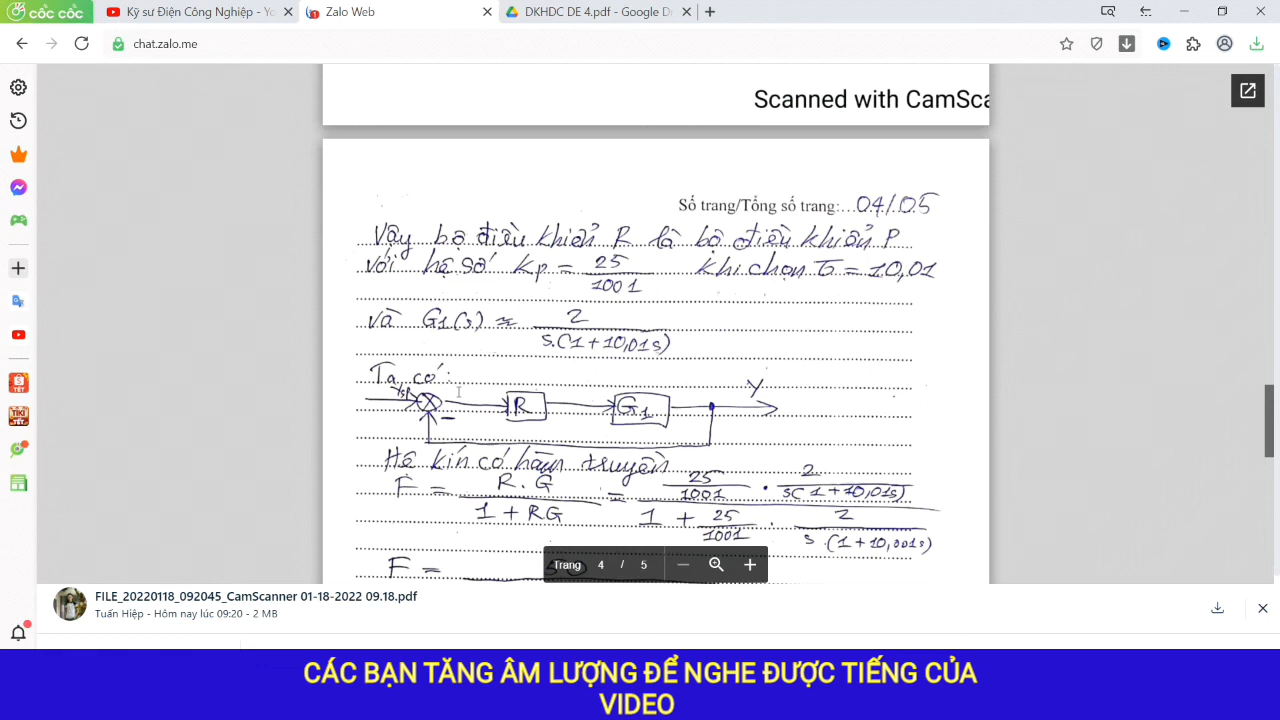 cốc cốc
Kỹ sư Điện Công Nghiệp - Yo
Zalo Web
DKHDC DE 4.pdf - Google D
chat.zalo.me
Scanned with CamSca
Số trang/Tổng số trang:....04/05
Vậy bộ điều khiển R là bộ điều khiển P
với hệ số Kp = 25/1001 khi chọn τσ = 10,01
và G1(s) ≈ 2/(s.(1+10,01s))
Ta có:
YSP R G1 Y
−
Hệ kín có hàm truyền
F = R.G/(1 + RG) = (25/1001 · 2/(s(1+10,01s)))/(1 + 25/1001 · 2/(s.(1+10,001s)))
F = 50
Trang 4 / 5
FILE_20220118_092045_CamScanner 01-18-2022 09.18.pdf
Tuấn Hiệp - Hôm nay lúc 09:20 - 2 MB
CÁC BẠN TĂNG ÂM LƯỢNG ĐỂ NGHE ĐƯỢC TIẾNG CỦA
VIDEO